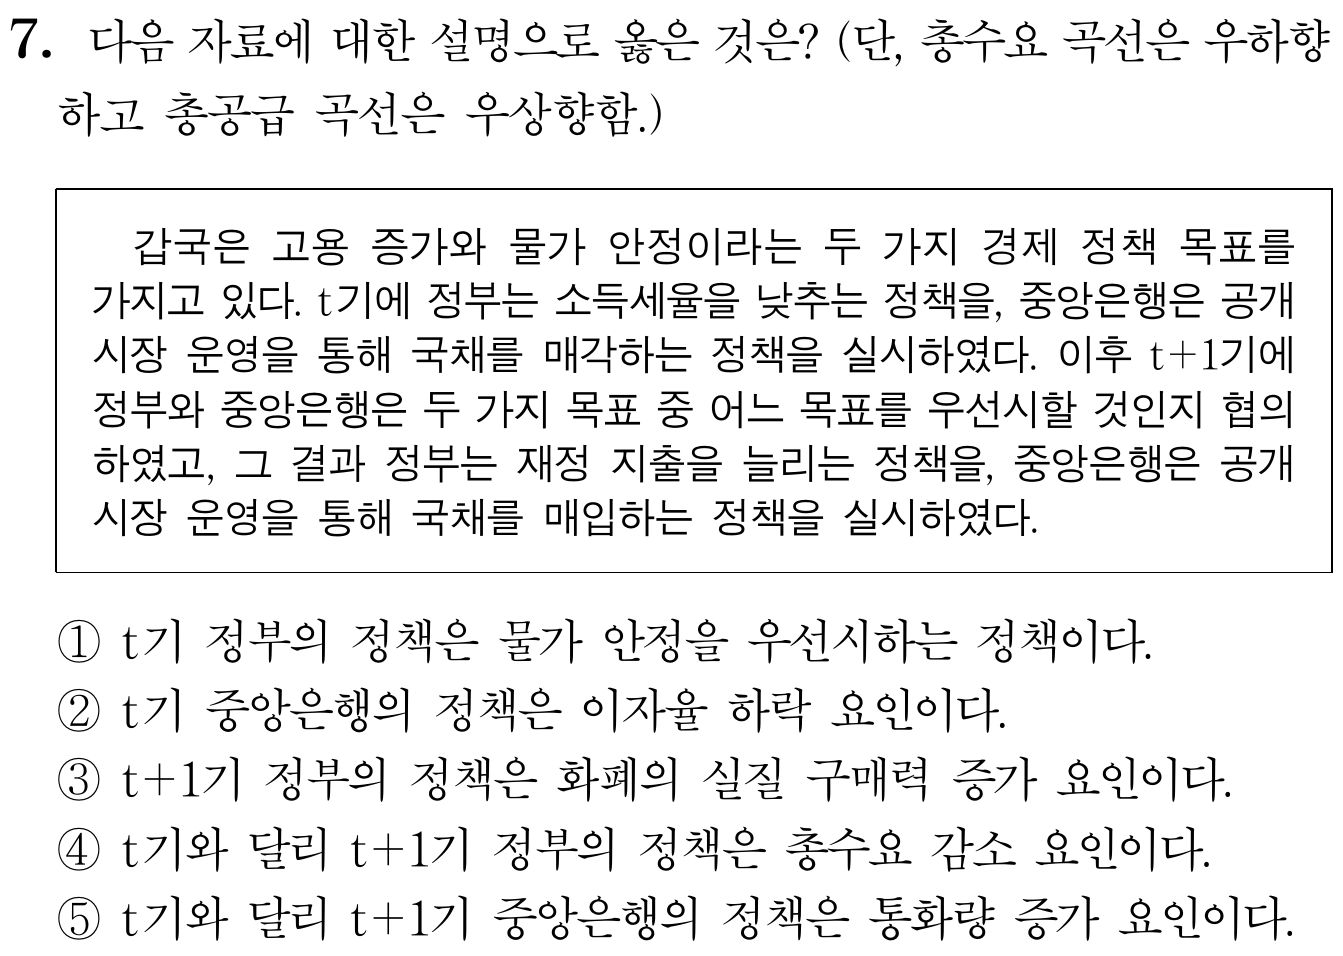 7. 다음 자료에 대한 설명으로 옳은 것은? (단, 총수요 곡선은 우하향
하고 총공급 곡선은 우상향함.)
갑국은 고용 증가와 물가 안정이라는 두 가지 경제 정책 목표를
가지고 있다. t기에 정부는 소득세율을 낮추는 정책을, 중앙은행은 공개
시장 운영을 통해 국채를 매각하는 정책을 실시하였다. 이후 t+1기에
정부와 중앙은행은 두 가지 목표 중 어느 목표를 우선시할 것인지 협의
하였고, 그 결과 정부는 재정 지출을 늘리는 정책을, 중앙은행은 공개
시장 운영을 통해 국채를 매입하는 정책을 실시하였다.
① t기 정부의 정책은 물가 안정을 우선시하는 정책이다.
② t기 중앙은행의 정책은 이자율 하락 요인이다.
③ t+1기 정부의 정책은 화폐의 실질 구매력 증가 요인이다.
④ t기와 달리 t+1기 정부의 정책은 총수요 감소 요인이다.
⑤ t기와 달리 t+1기 중앙은행의 정책은 통화량 증가 요인이다.